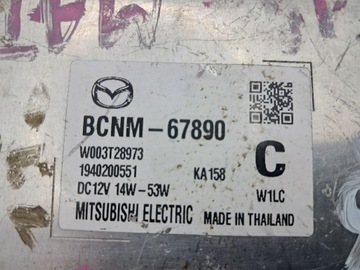 BCNM-67890
W003T28973
1940200551 KA158 C
DC12V 14W-53W W1LC
MITSUBISHI ELECTRIC MADE IN THAILAND